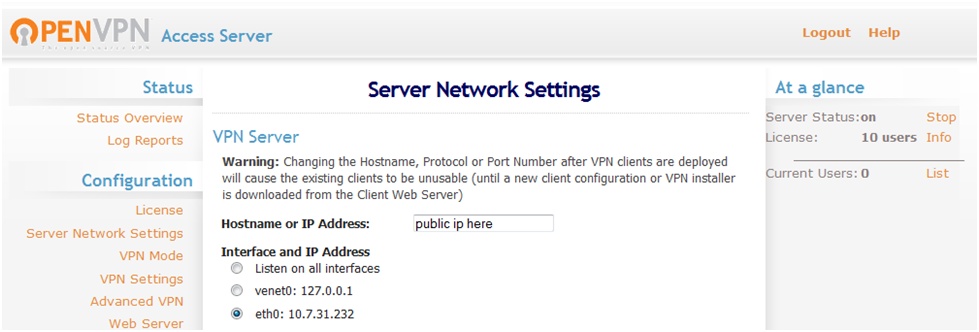 OPENVPN Access Server
The open source VPN
Logout Help
Status
Status Overview
Log Reports
Configuration
License
Server Network Settings
VPN Mode
VPN Settings
Advanced VPN
Web Server
Server Network Settings
VPN Server
Warning: Changing the Hostname, Protocol or Port Number after VPN clients are deployed
will cause the existing clients to be unusable (until a new client configuration or VPN installer
is downloaded from the Client Web Server)
Hostname or IP Address: public ip here
Interface and IP Address
Listen on all interfaces
venet0: 127.0.0.1
eth0: 10.7.31.232
At a glance
Server Status: on Stop
License: 10 users Info
Current Users: 0 List